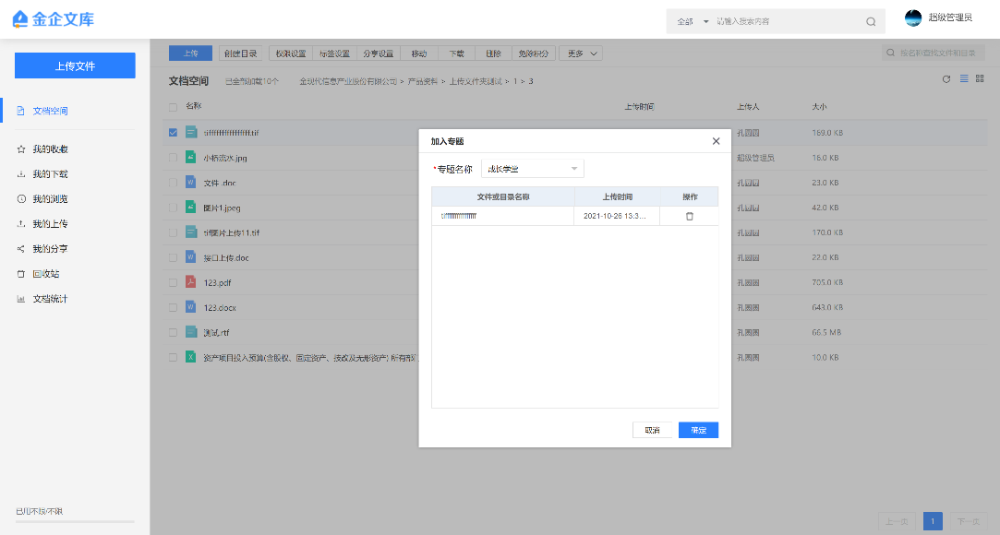 金企文库
全部 请输入搜索内容
超级管理员
上传文件
文档空间
我的收藏
我的下载
我的浏览
我的上传
我的分享
回收站
文档统计
已用不限/不限
上传 创建目录 权限设置 标签设置 分享设置 移动 下载 删除 免除积分 更多
按名称查找文件和目录
文档空间 已全部加载10个 金现代信息产业股份有限公司 > 产品资料 > 上传文件夹测试 > 1 > 3
名称 上传时间 上传人 大小
孔圆圆 169.0 KB
小桥流水.jpg 超级管理员 16.0 KB
文件 .doc 孔圆圆 23.0 KB
图片1.jpeg 孔圆圆 42.0 KB
tif图片上传11.tif 孔圆圆 170.0 KB
接口上传.doc 孔圆圆 22.0 KB
123.pdf 孔圆圆 705.0 KB
123.docx 孔圆圆 643.0 KB
测试.rtf 孔圆圆 66.5 MB
资产项目投入预算(含股权、固定资产、技改及无形资产) 所有部 孔圆圆 10.0 KB
加入专题
*专题名称 成长学堂
文件或目录名称 上传时间 操作
2021-10-26 13:3...
取消 确定
上一页 1 下一页